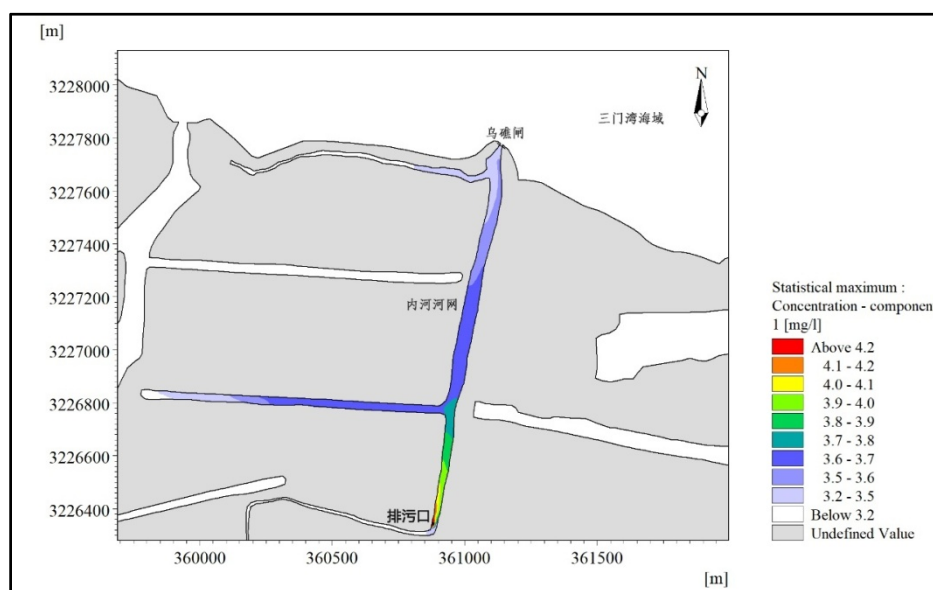 [m]
N
3228000
三门湾海域
乌礁闸
3227800
3227600
3227400
3227200
内河河网
3227000
3226800
3226600
排污口
3226400
360000
360500
361000
361500
[m]
Statistical maximum :
Concentration - componen
1 [mg/l]
Above 4.2
4.1 - 4.2
4.0 - 4.1
3.9 - 4.0
3.8 - 3.9
3.7 - 3.8
3.6 - 3.7
3.5 - 3.6
3.2 - 3.5
Below 3.2
Undefined Value